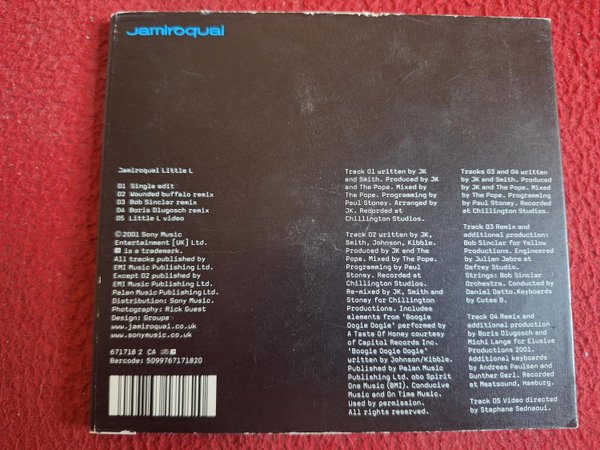 Jamiroquai
Jamiroquai Little L
01 Single edit
02 Wounded buffalo remix
03 Bob Sinclar remix
04 Boris Dlugosch remix
05 Little L video
©2001 Sony Music
Entertainment [UK] Ltd.
is a trademark.
All tracks published by
EMI Music Publishing Ltd.
Except 02 published by
EMI Music Publishing Ltd./
Palan Music Publishing Ltd.
Distribution: Sony Music.
Photography: Rick Guest
Design: Groupe
www.jamiroquai.co.uk
www.sonymusic.co.uk
671718 2 CA
Barcode: 5099767171820
Track 01 written by JK
and Smith. Produced by JK
and The Pope. Mixed by
The Pope. Programming by
Paul Stoney. Arranged by
JK. Recorded at
Chillington Studios.
Track 02 written by JK,
Smith, Johnson, Kibble.
Produced by JK and The
Pope. Mixed by The Pope.
Programming by Paul
Stoney. Recorded at
Chillington Studios.
Re-mixed by JK, Smith and
Stoney for Chillington
Productions. Includes
elements from 'Boogie
Oogie Oogie' performed by
A Taste Of Honey courtesy
of Capitol Records Inc.
'Boogie Oogie Oogie'
written by Johnson/Kibble.
Published by Palan Music
Publishing Ltd. obo Spirit
One Music (BMI). Conducive
Music and On Time Music.
Used by permission.
All rights reserved.
Tracks 03 and 04 written
by JK and Smith. Produced
by JK and The Pope. Mixed
by The Pope. Programming
by Paul Stoney. Recorded
at Chillington Studios.
Track 03 Remix and
additional production:
Bob Sinclar for Yellow
Productions. Engineered
by Julien Jabre at
Defrey Studio.
Strings: Bob Sinclar
Orchestre. Conducted by
Daniel Detto.Keyboards
by Cutee B.
Track 04 Remix and
additional production
by Boris Dlugosch and
Michi Lange for Elusive
Productions 2001.
Additional keyboards
by Andreas Paulsen and
Gunther Gerl. Recorded
at Meatsound, Hamburg.
Track 05 Video directed
by Stephane Sednaoui.